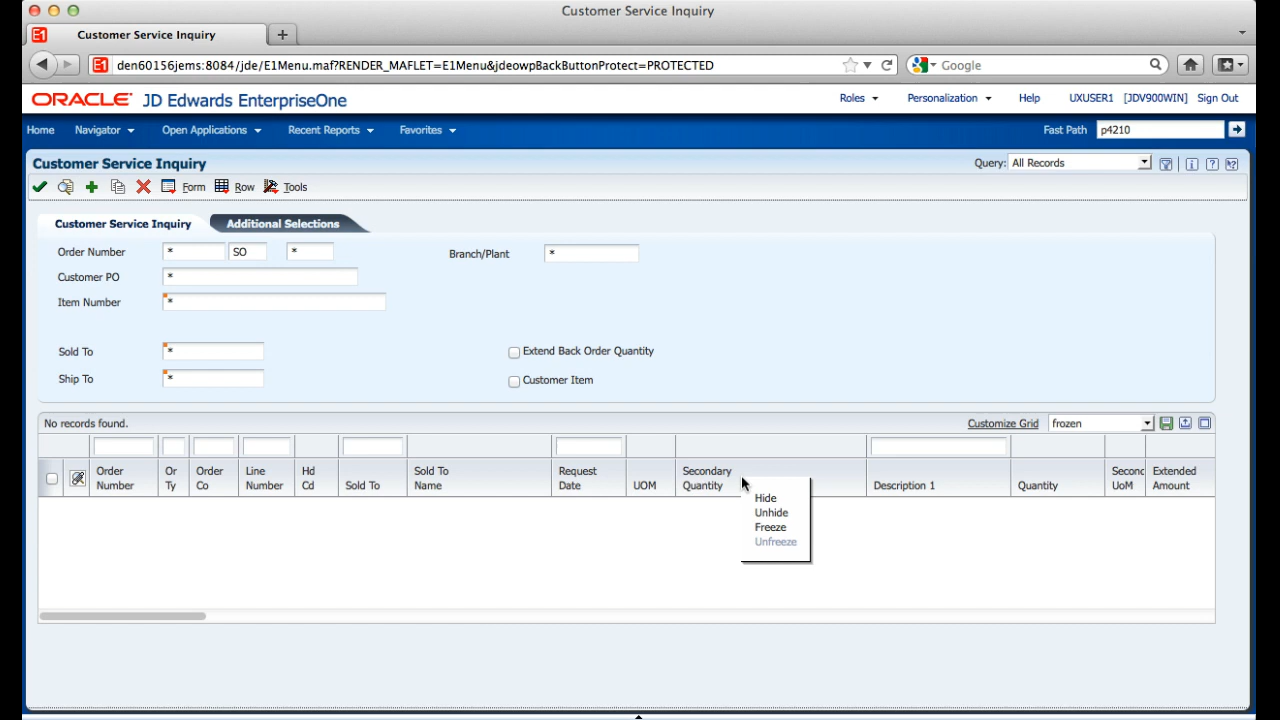 Customer Service Inquiry
Customer Service Inquiry
den60156jems:8084/jde/E1Menu.maf?RENDER_MAFLET=E1Menu&jdeowpBackButtonProtect=PROTECTED
Google
ORACLE JD Edwards EnterpriseOne
Roles Personalization Help UXUSER1 [JDV900WIN] Sign Out
Home Navigator Open Applications Recent Reports Favorites Fast Path p4210
Customer Service Inquiry Query: All Records
Form Row Tools
Customer Service Inquiry Additional Selections
Order Number * SO * Branch/Plant *
Customer PO *
Item Number *
Sold To * Extend Back Order Quantity
Ship To * Customer Item
No records found. Customize Grid frozen
Order Number Or Ty Order Co Line Number Hd Cd Sold To Sold To Name Request Date UOM Secondary Quantity Description 1 Quantity Secon UoM Extended Amount
Hide
Unhide
Freeze
Unfreeze